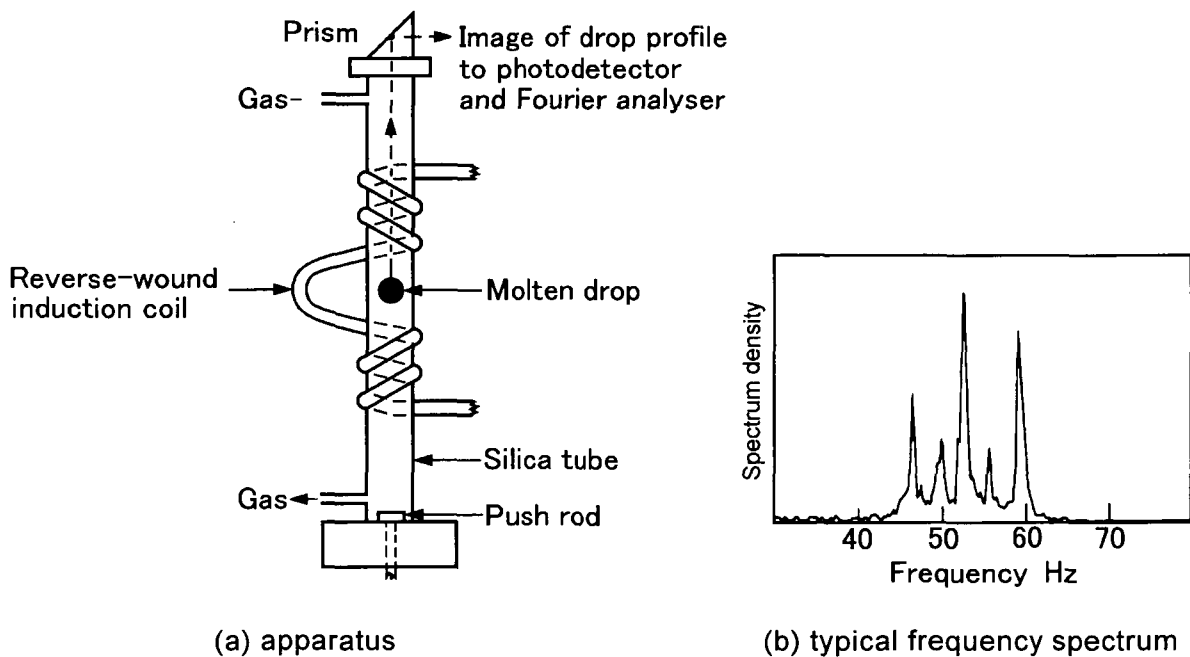 Prism
Image of drop profile
to photodetector
and Fourier analyser
Gas-
Reverse-wound
induction coil
Molten drop
Silica tube
Gas
Push rod
(a) apparatus
Spectrum density
40 50 60 70
Frequency Hz
(b) typical frequency spectrum